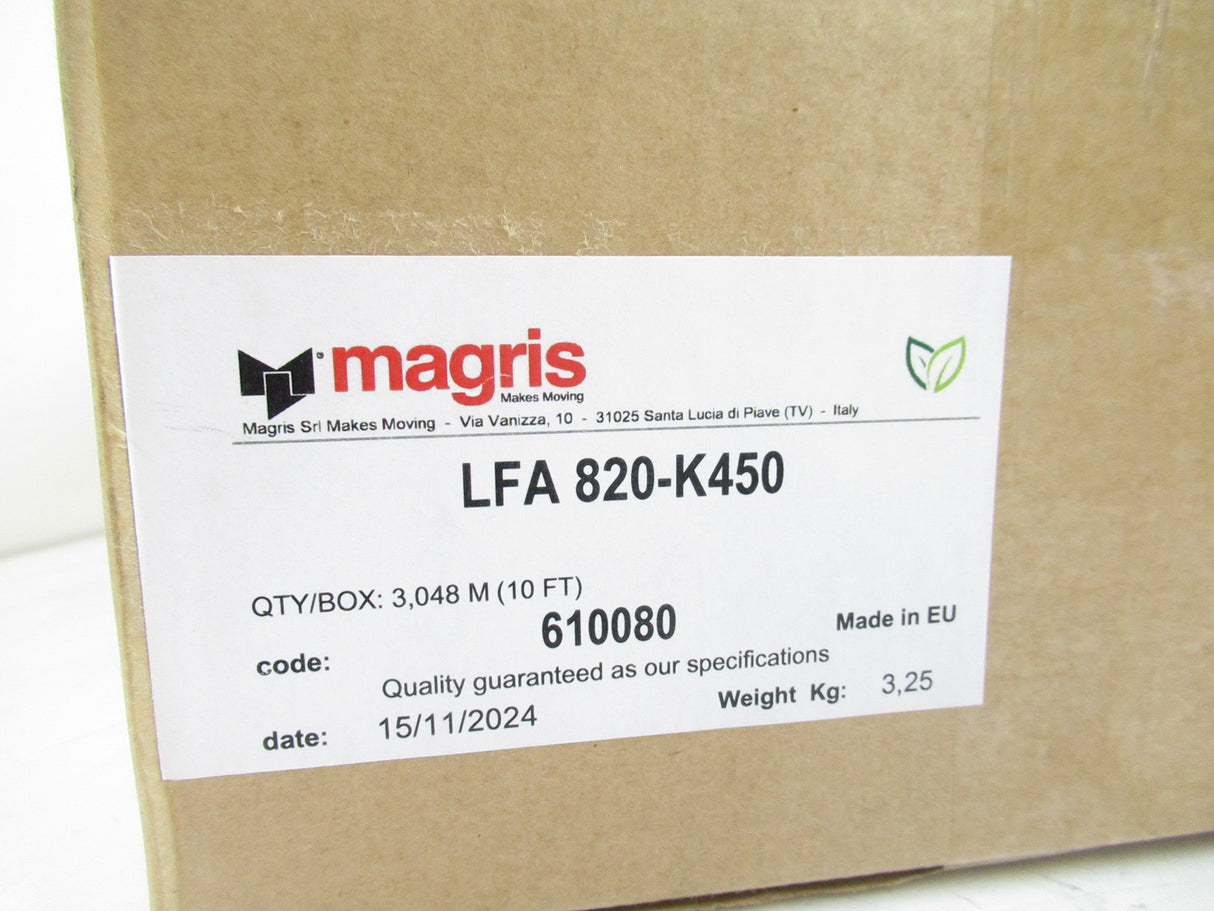 magris
Makes Moving
Magris Srl Makes Moving - Via Vanizza, 10 - 31025 Santa Lucia di Piave (TV) - Italy
LFA 820-K450
QTY/BOX: 3,048 M (10 FT)
code: 610080 Made in EU
Quality guaranteed as our specifications
date: 15/11/2024 Weight Kg: 3,25